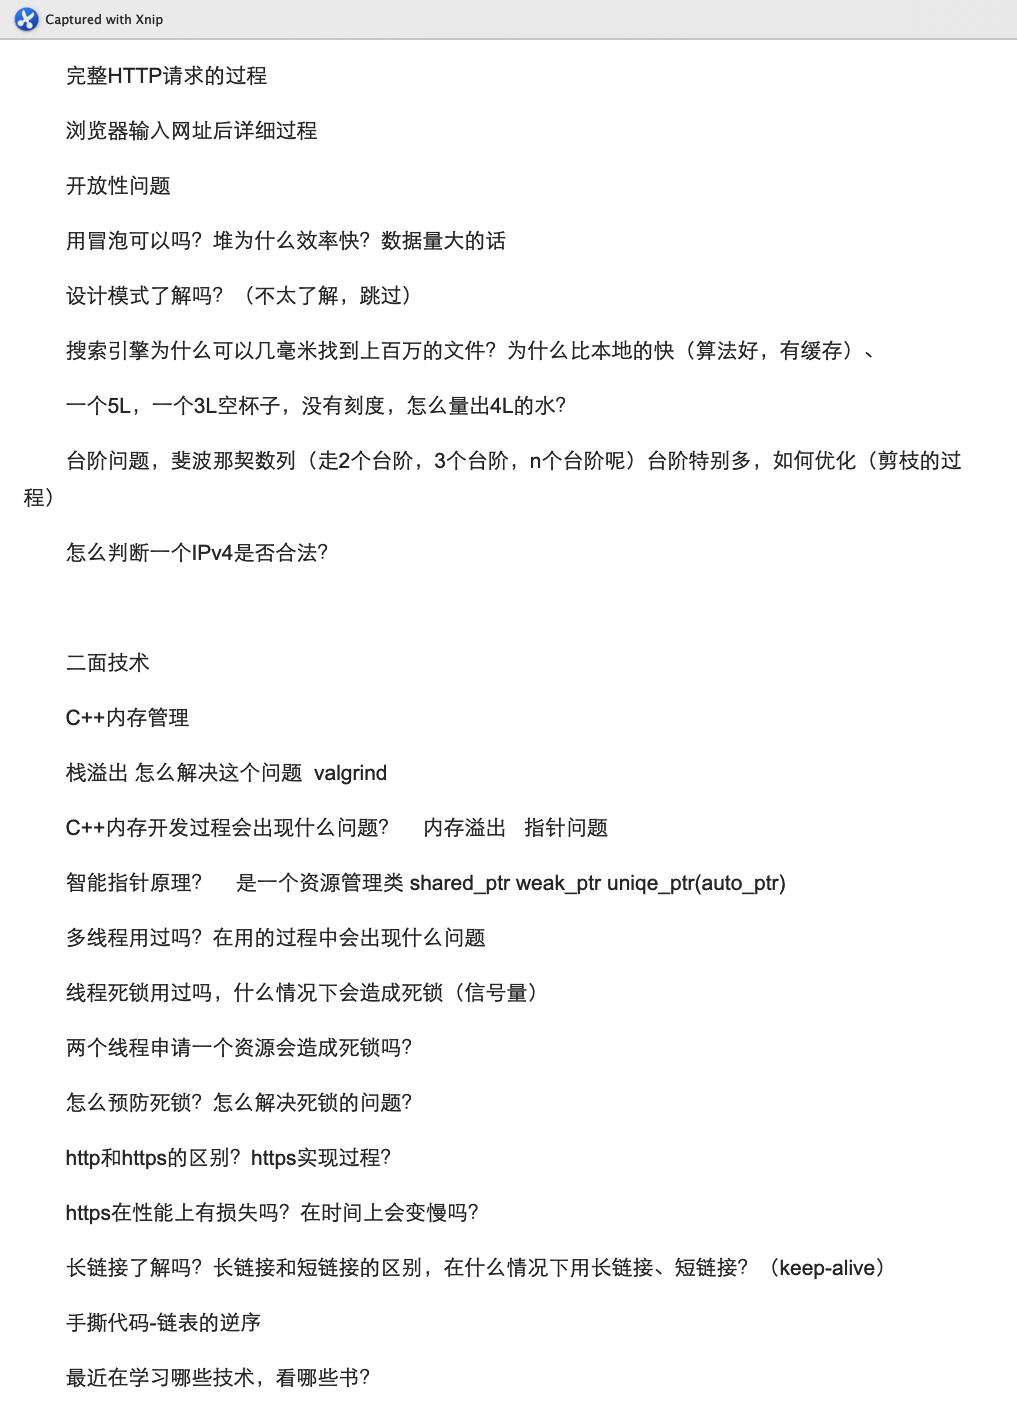 Captured with Xnip
完整HTTP请求的过程
浏览器输入网址后详细过程
开放性问题
用冒泡可以吗？堆为什么效率快？数据量大的话
设计模式了解吗？（不太了解，跳过）
搜索引擎为什么可以几毫米找到上百万的文件？为什么比本地的快（算法好，有缓存）、
一个5L，一个3L空杯子，没有刻度，怎么量出4L的水？
台阶问题，斐波那契数列（走2个台阶，3个台阶，n个台阶呢）台阶特别多，如何优化（剪枝的过
程）
怎么判断一个IPv4是否合法？
二面技术
C++内存管理
栈溢出 怎么解决这个问题  valgrind
C++内存开发过程会出现什么问题？    内存溢出   指针问题
智能指针原理？    是一个资源管理类 shared_ptr weak_ptr uniqe_ptr(auto_ptr)
多线程用过吗？在用的过程中会出现什么问题
线程死锁用过吗，什么情况下会造成死锁（信号量）
两个线程申请一个资源会造成死锁吗？
怎么预防死锁？怎么解决死锁的问题？
http和https的区别？https实现过程？
https在性能上有损失吗？在时间上会变慢吗？
长链接了解吗？长链接和短链接的区别，在什么情况下用长链接、短链接？（keep-alive）
手撕代码-链表的逆序
最近在学习哪些技术，看哪些书？